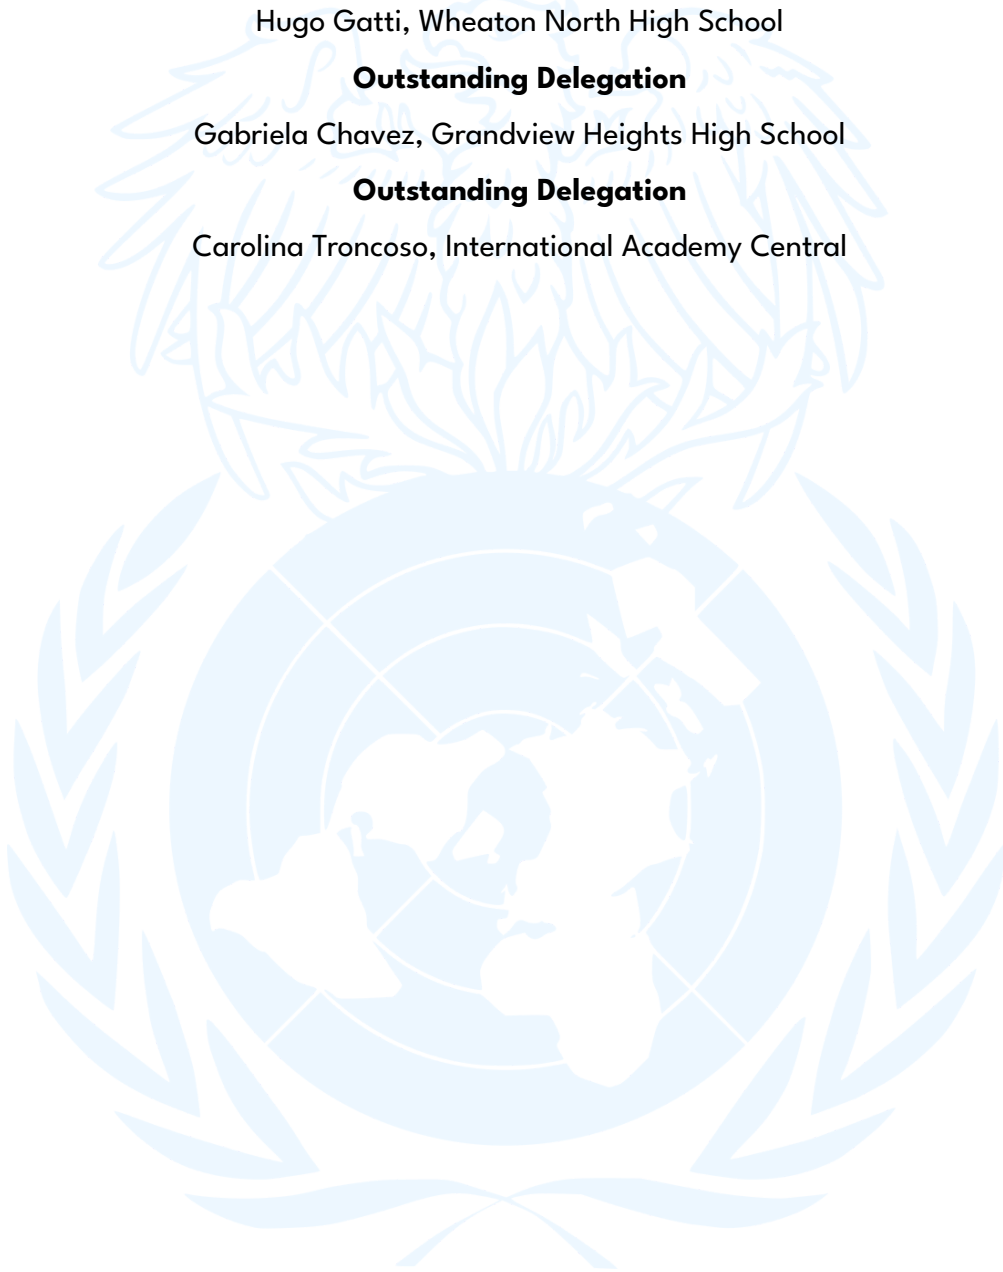 Hugo Gatti, Wheaton North High School
Outstanding Delegation
Gabriela Chavez, Grandview Heights High School
Outstanding Delegation
Carolina Troncoso, International Academy Central